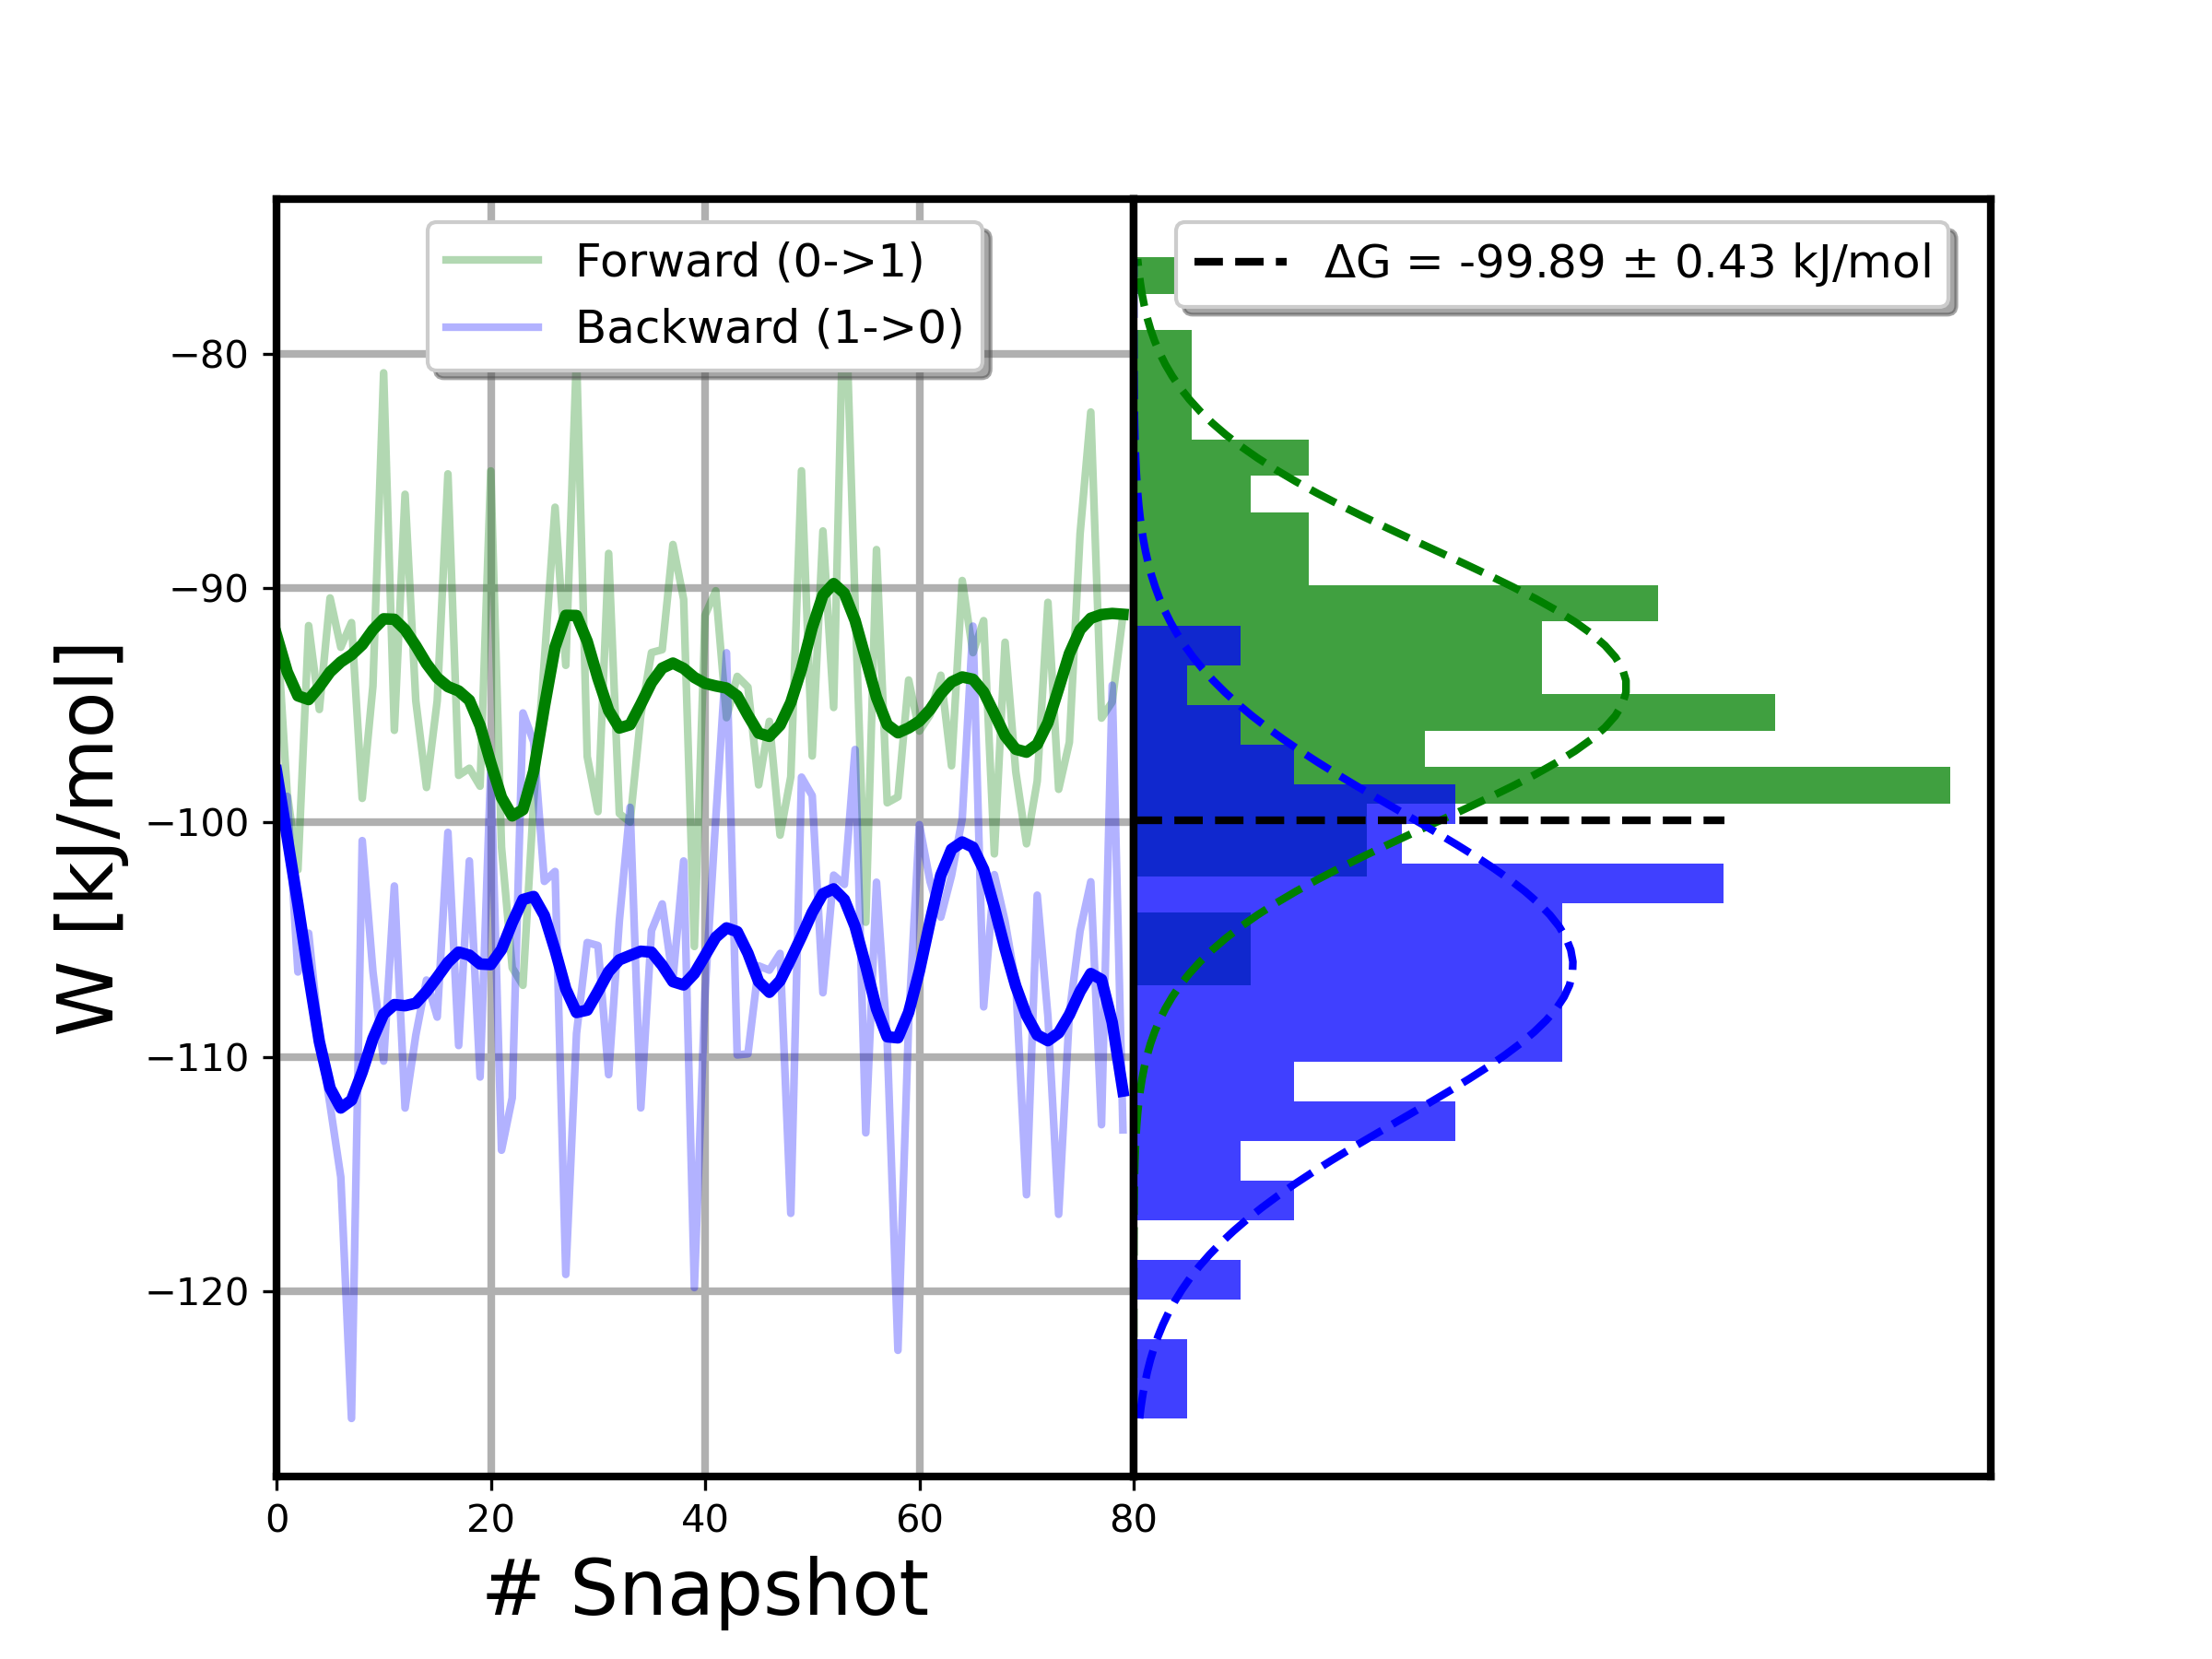 Forward (0->1)
Backward (1->0)
ΔG = -99.89 ± 0.43 kJ/mol
W [kJ/mol]
−80
−90
−100
−110
−120
0 20 40 60 80
# Snapshot